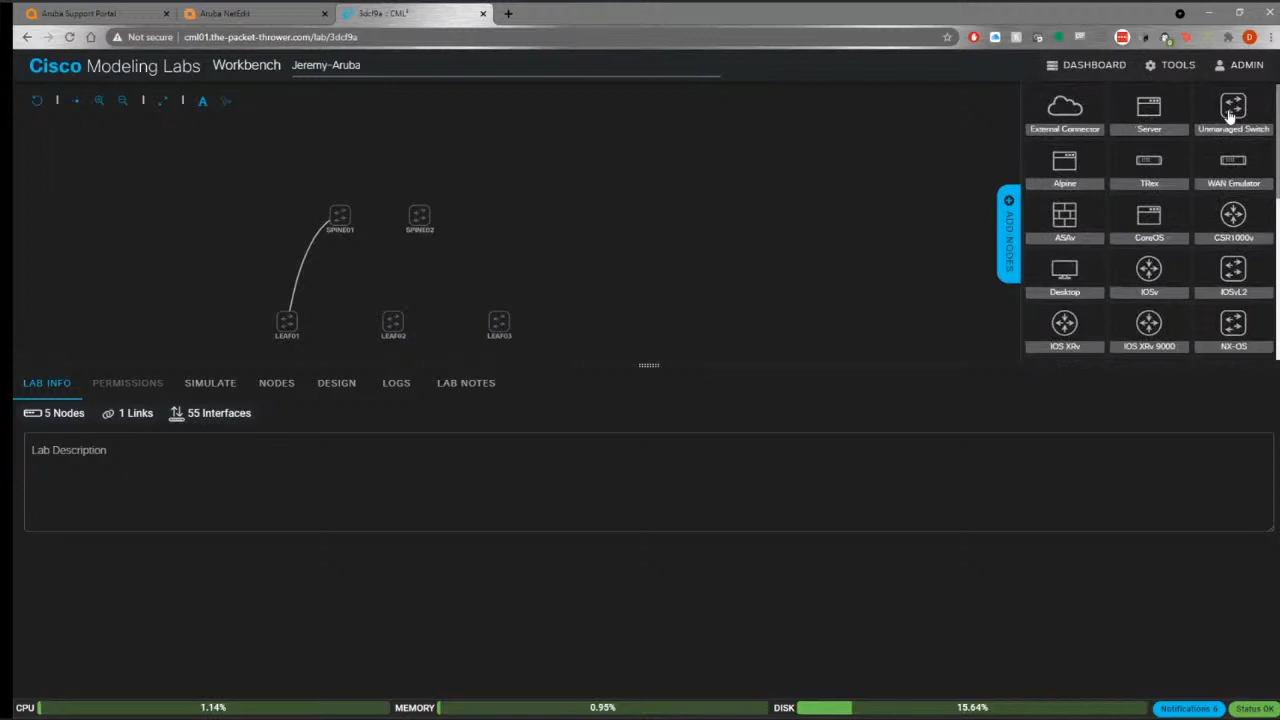 Aruba Support Portal
Aruba NetEdit
3dcf9a :: CML²
Not secure | cml01.the-packet-thrower.com/lab/3dcf9a
Cisco Modeling Labs Workbench Jeremy-Aruba DASHBOARD TOOLS ADMIN
External Connector Server Unmanaged Switch
Alpine TRex WAN Emulator
ASAv CoreOS CSR1000v
Desktop IOSv IOSvL2
IOS XRv IOS XRv 9000 NX-OS
ADD NODES
SPINE01 SPINE02
LEAF01 LEAF02 LEAF03
LAB INFO PERMISSIONS SIMULATE NODES DESIGN LOGS LAB NOTES
5 Nodes 1 Links 55 Interfaces
Lab Description
CPU 1.14% MEMORY 0.95% DISK 15.64% Notifications 6 Status OK